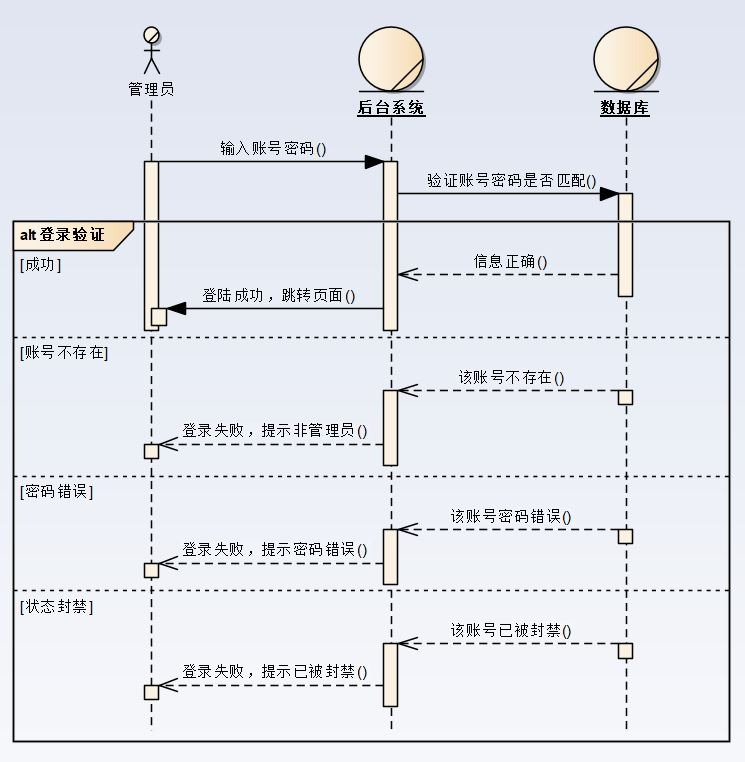 管理员
后台系统
数据库
输入账号密码()
验证账号密码是否匹配()
alt 登录验证
[成功]
信息正确()
登陆成功，跳转页面()
[账号不存在]
该账号不存在()
登录失败，提示非管理员()
[密码错误]
该账号密码错误()
登录失败，提示密码错误()
[状态封禁]
该账号已被封禁()
登录失败，提示已被封禁()